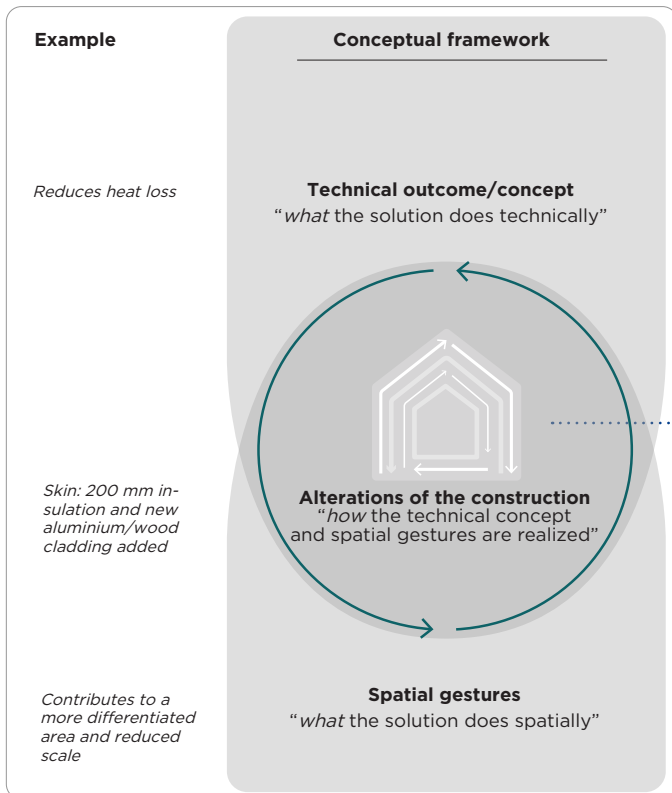 Example
Conceptual framework
Reduces heat loss
Technical outcome/concept
“what the solution does technically”
Skin: 200 mm in-
sulation and new
aluminium/wood
cladding added
Alterations of the construction
“how the technical concept
and spatial gestures are realized”
Contributes to a
more differentiated
area and reduced
scale
Spatial gestures
“what the solution does spatially”